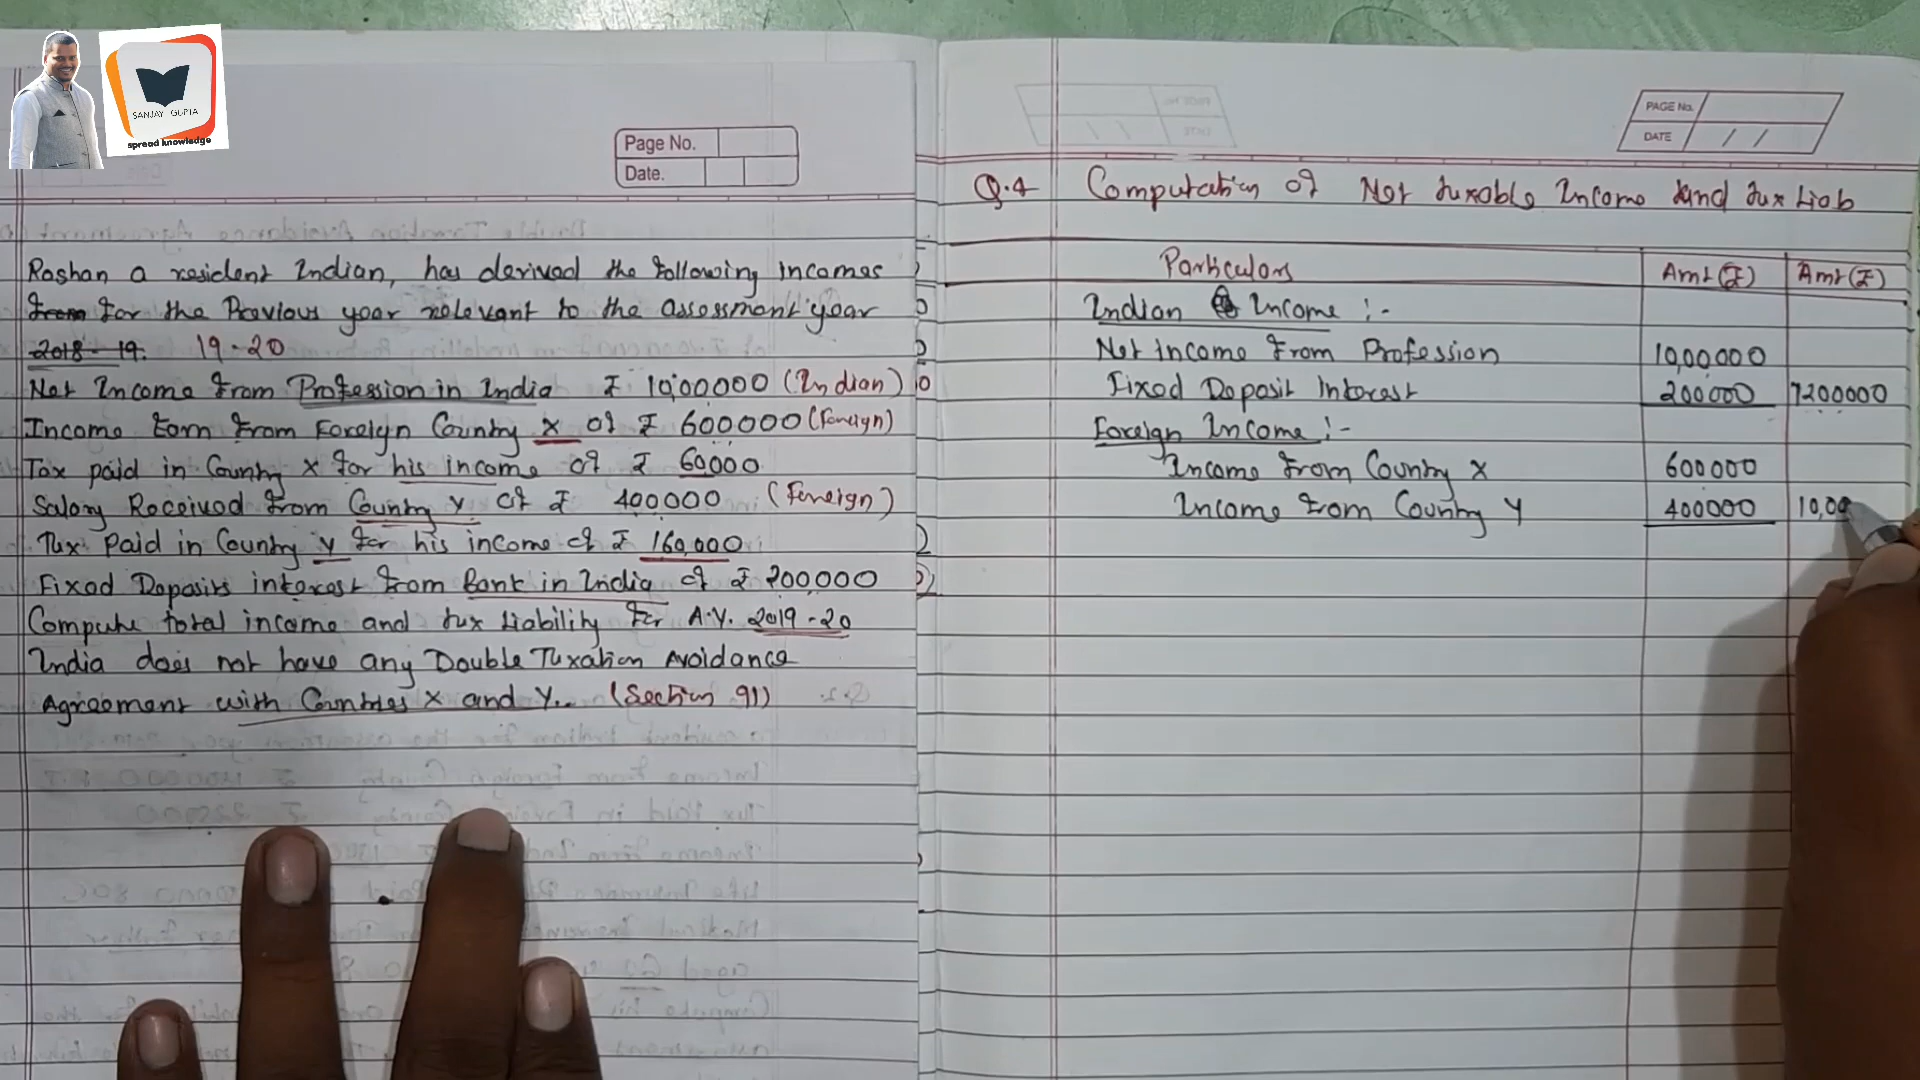 SANJAY GUPTA
spread knowledge
Page No.
Date.
Roshan a resident Indian, has derived the following incomes
from for the Previous year relevant to the assessment year
2018-19. 19-20
Net Income from Profession in India ₹ 10,00000 (Indian)
Income Eorn from Foreign Country X of ₹ 600000 (Foreign)
Tax paid in County X for his income of ₹ 60000
Salary Received from Country Y of ₹ 400000 (Foreign)
Tax Paid in Country Y for his income of ₹ 160,000
Fixed Deposits interest from Bank in India of ₹ 200000
Compute total income and tax Liability for A.Y. 2019-20
India does not have any Double Taxation Avoidance
Agreement with Countries X and Y.. (Section 91)
PAGE No.
DATE / /
Q.4 Computation of Net taxable Income and tax Liab
Particulars Amt (₹) Amt (₹)
Indian Income :-
Net income from Profession 10,00000
Fixed Deposit Interest 200000 1200000
Foreign Income :-
Income from Country X 600000
Income from Country Y 400000 10,00